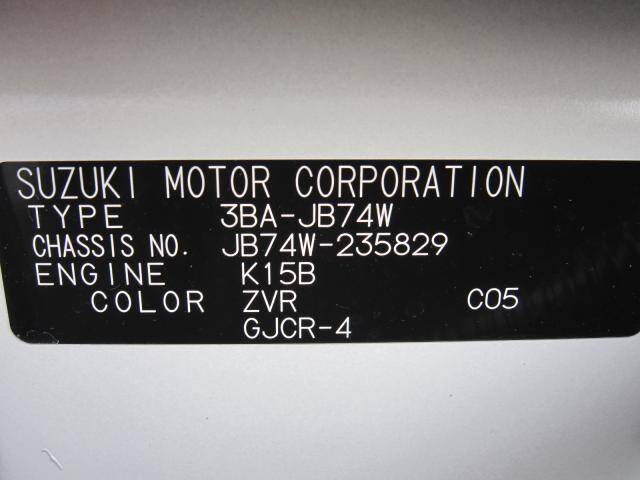 SUZUKI MOTOR CORPORATION
TYPE 3BA-JB74W
CHASSIS NO. JB74W-235829
ENGINE K15B
COLOR ZVR C05
GJCR-4